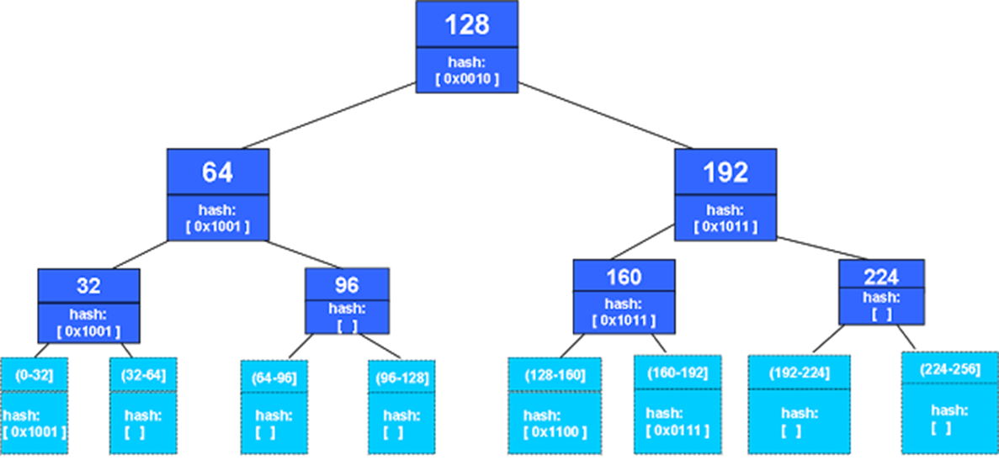 128
hash:
[ 0x0010 ]
64
hash:
[ 0x1001 ]
192
hash:
[ 0x1011 ]
32
hash:
[ 0x1001 ]
96
hash:
[ ]
160
hash:
[ 0x1011 ]
224
hash:
[ ]
(0-32]
hash:
[ 0x1001 ]
(32-64]
hash:
[ ]
(64-96]
hash:
[ ]
(96-128]
hash:
[ ]
(128-160]
hash:
[ 0x1100 ]
(160-192]
hash:
[ 0x0111 ]
(192-224]
hash:
[ ]
(224-256]
hash:
[ ]